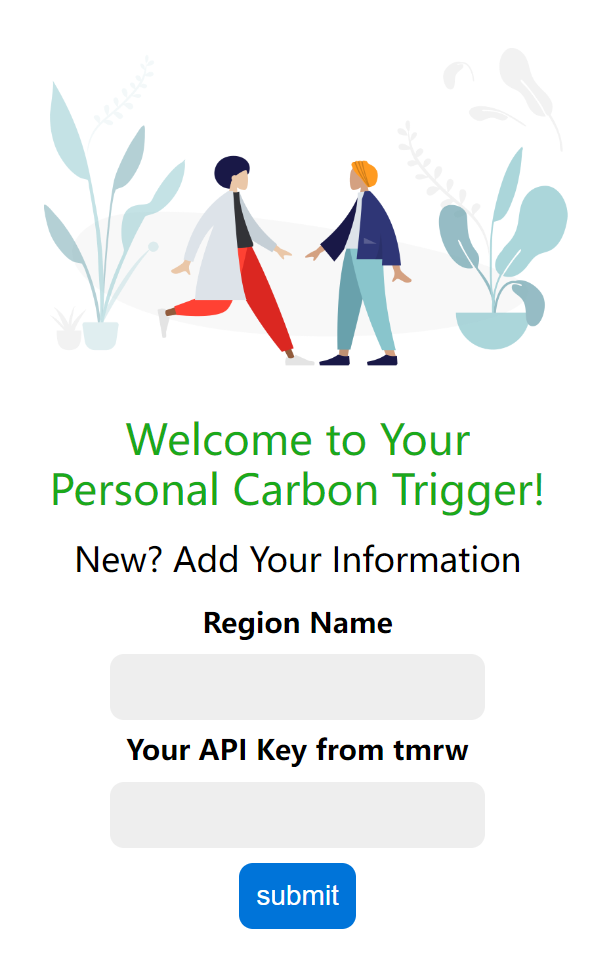 Welcome to Your
Personal Carbon Trigger!
New? Add Your Information
Region Name
Your API Key from tmrw
submit